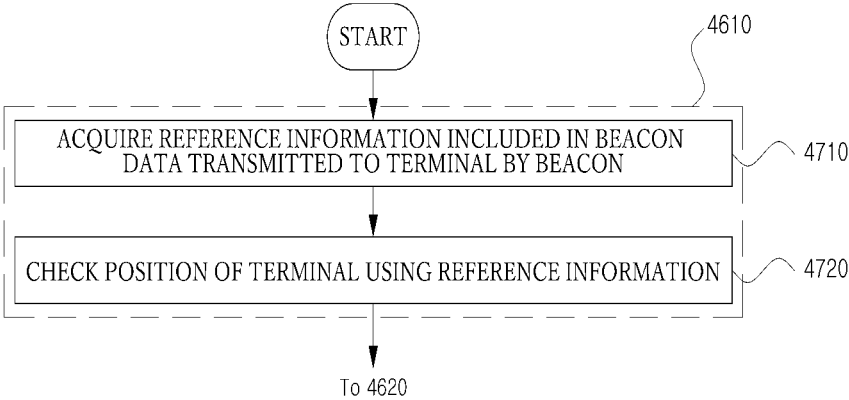 START
4610
ACQUIRE REFERENCE INFORMATION INCLUDED IN BEACON
DATA TRANSMITTED TO TERMINAL BY BEACON
4710
CHECK POSITION OF TERMINAL USING REFERENCE INFORMATION
4720
To 4620